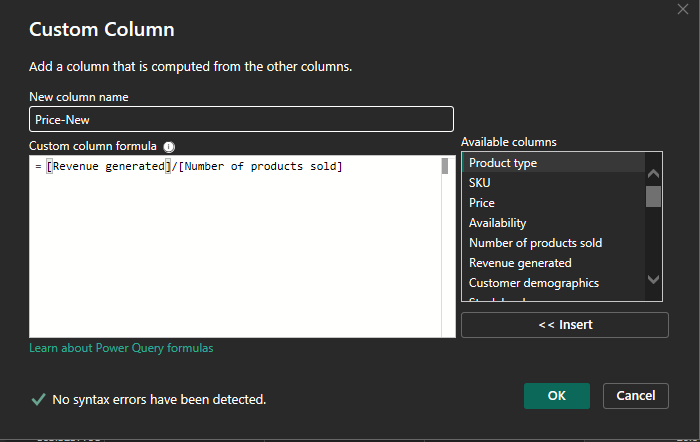 Custom Column
Add a column that is computed from the other columns.
New column name
Price-New
Custom column formula
Available columns
= [Revenue generated]/[Number of products sold]
Product type
SKU
Price
Availability
Number of products sold
Revenue generated
Customer demographics
<< Insert
Learn about Power Query formulas
No syntax errors have been detected.
OK
Cancel